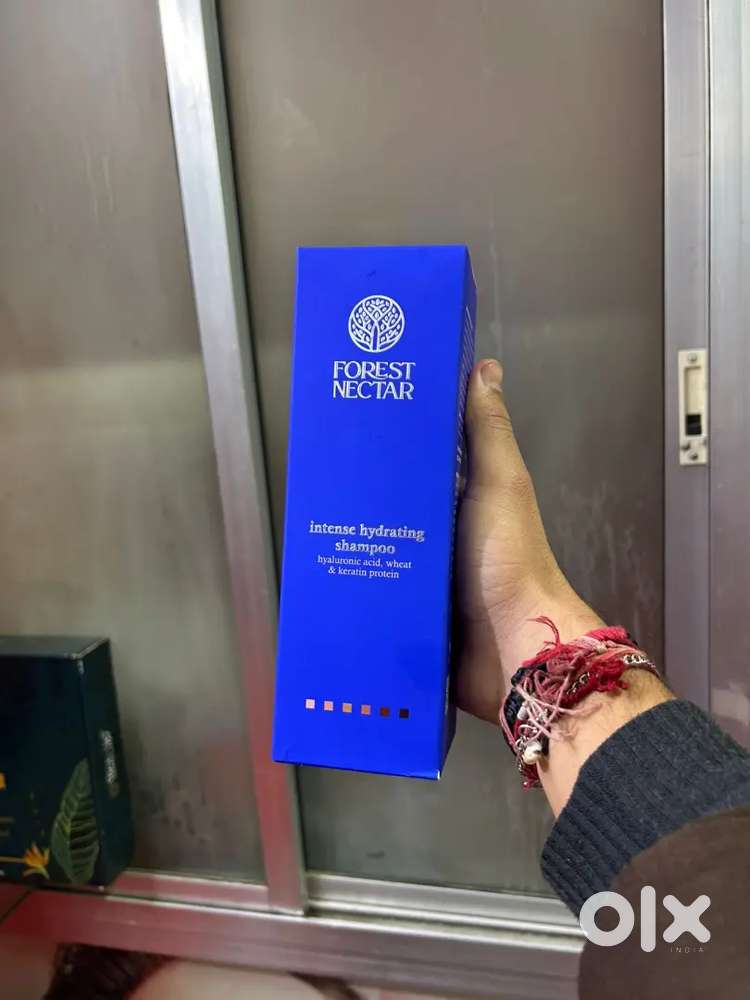 FOREST
NECTAR
intense hydrating
shampoo
hyaluronic acid, wheat
& keratin protein
olx
INDIA